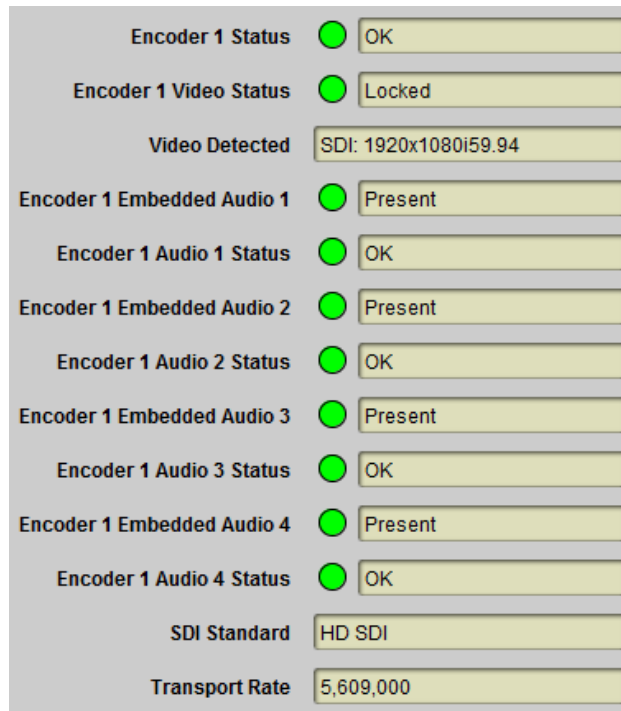 Encoder 1 Status OK
Encoder 1 Video Status Locked
Video Detected SDI: 1920x1080i59.94
Encoder 1 Embedded Audio 1 Present
Encoder 1 Audio 1 Status OK
Encoder 1 Embedded Audio 2 Present
Encoder 1 Audio 2 Status OK
Encoder 1 Embedded Audio 3 Present
Encoder 1 Audio 3 Status OK
Encoder 1 Embedded Audio 4 Present
Encoder 1 Audio 4 Status OK
SDI Standard HD SDI
Transport Rate 5,609,000